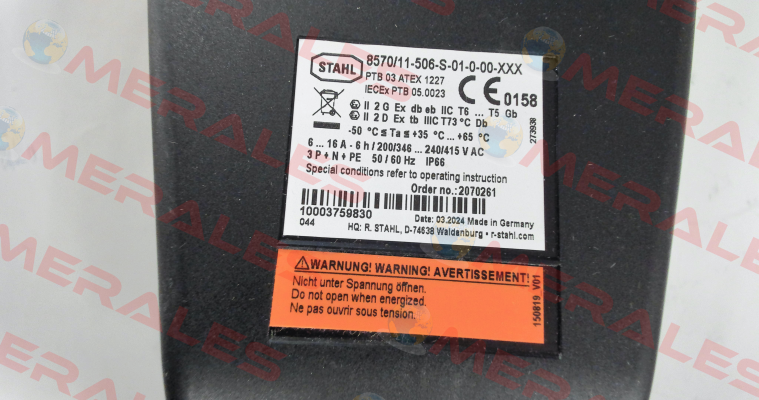 STAHL
8570/11-506-S-01-0-00-XXX
PTB 03 ATEX 1227
IECEx PTB 05.0023
CE 0158
II 2 G Ex db eb IIC T6 ... T5 Gb
II 2 D Ex tb IIIC T73 °C Db
-50 °C ≤ Ta ≤ +35 °C ... +65 °C
6 ... 16 A - 6 h / 200/346 ... 240/415 V AC
3 P + N + PE 50 / 60 Hz IP66
Special conditions refer to operating instruction
Order no.: 2070261
10003759830
044
Date: 03.2024 Made in Germany
HQ: R. STAHL, D-74638 Waldenburg • r-stahl.com
273938
WARNUNG! WARNING! AVERTISSEMENT!
Nicht unter Spannung öffnen.
Do not open when energized.
Ne pas ouvrir sous tension.
150819_V01
MERALES
MERALES
MERALES
MERALES